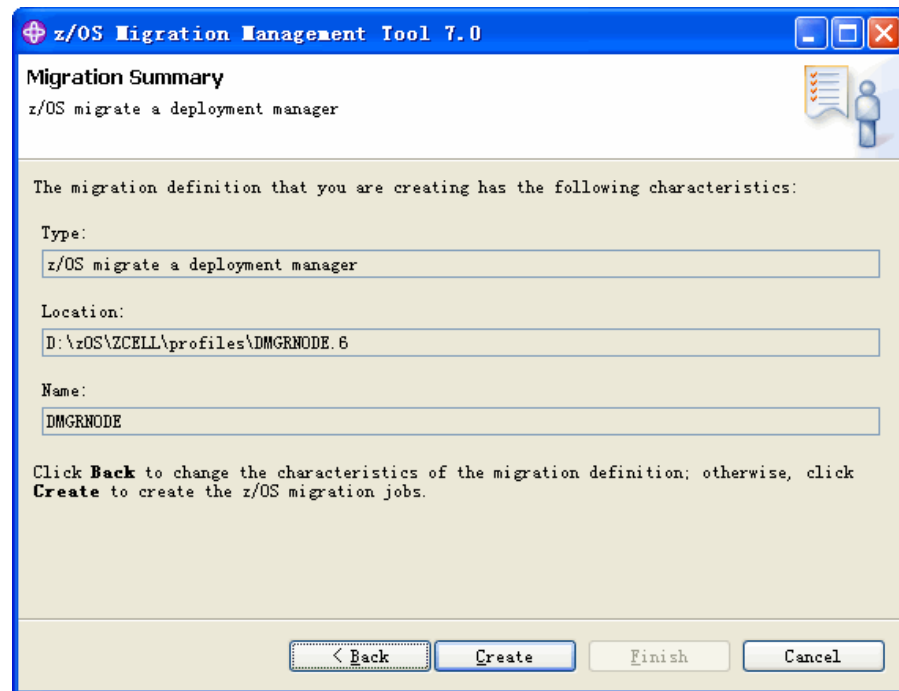 z/OS Migration Management Tool 7.0
Migration Summary
z/OS migrate a deployment manager
The migration definition that you are creating has the following characteristics:
Type:
z/OS migrate a deployment manager
Location:
D:\zOS\ZCELL\profiles\DMGRNODE.6
Name:
DMGRNODE
Click Back to change the characteristics of the migration definition; otherwise, click
Create to create the z/OS migration jobs.
< Back Create Finish Cancel